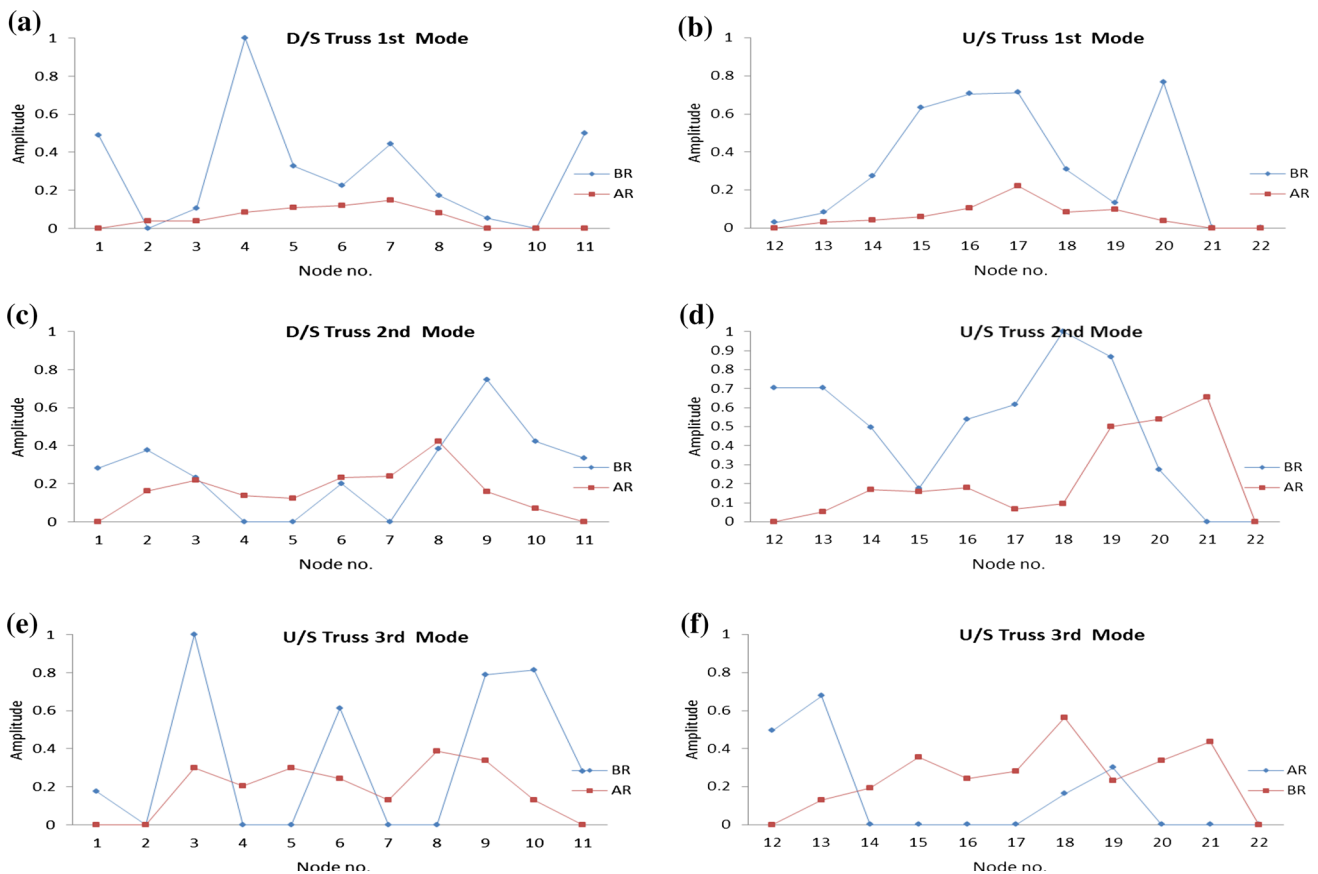 (a)
D/S Truss 1st Mode
1
0.8
0.6
0.4
0.2
0
Amplitude
BR
AR
1 2 3 4 5 6 7 8 9 10 11
Node no.
(b)
U/S Truss 1st Mode
1
0.8
0.6
0.4
0.2
0
Amplitude
BR
AR
12 13 14 15 16 17 18 19 20 21 22
Node no.
(c)
D/S Truss 2nd Mode
1
0.8
0.6
0.4
0.2
0
Amplitude
BR
AR
1 2 3 4 5 6 7 8 9 10 11
Node no.
(d)
U/S Truss 2nd Mode
1
0.9
0.8
0.7
0.6
0.5
0.4
0.3
0.2
0.1
0
Amplitude
BR
AR
12 13 14 15 16 17 18 19 20 21 22
Node no.
(e)
U/S Truss 3rd Mode
1
0.8
0.6
0.4
0.2
0
Amplitude
BR
AR
1 2 3 4 5 6 7 8 9 10 11
Node no.
(f)
U/S Truss 3rd Mode
1
0.8
0.6
0.4
0.2
0
Amplitude
AR
BR
12 13 14 15 16 17 18 19 20 21 22
Node no.